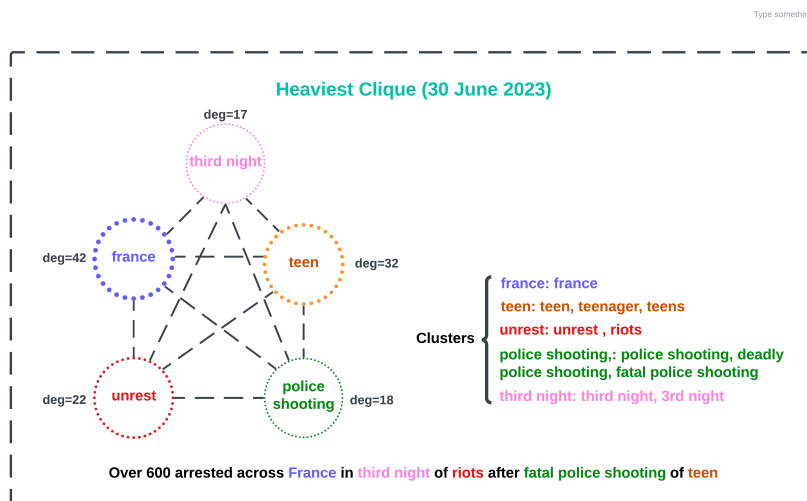 Type somethin
Heaviest Clique (30 June 2023)
deg=17
third night
deg=42
france
teen
deg=32
Clusters
france: france
teen: teen, teenager, teens
unrest: unrest , riots
police shooting,: police shooting, deadly
police shooting, fatal police shooting
third night: third night, 3rd night
deg=22
unrest
police
shooting
deg=18
Over 600 arrested across France in third night of riots after fatal police shooting of teen